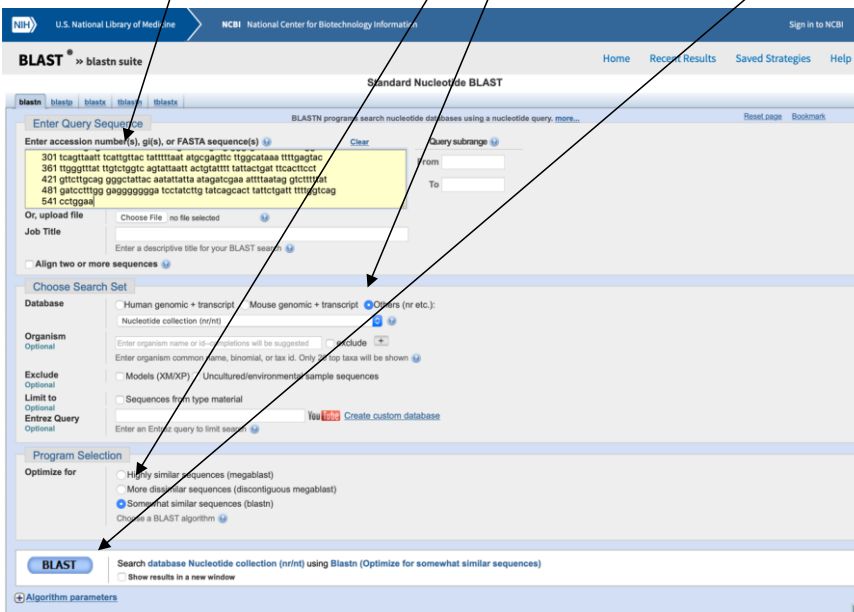 NIH U.S. National Library of Medicine NCBI National Center for Biotechnology Information Sign in to NCBI
BLAST ® » blastn suite Home Recent Results Saved Strategies Help
Standard Nucleotide BLAST
blastn blastp blastx tblastn tblastx
Enter Query Sequence BLASTN programs search nucleotide databases using a nucleotide query. more... Reset page Bookmark
Enter accession number(s), gi(s), or FASTA sequence(s) Clear Query subrange
301 tcagttaatt tcattgttac tatttttaat atgcgagttc ttggcataaa ttttgagtac
From
361 ttgggtttat ttgtctggtc agtattaatt actgtatttt tattactgat ttcacttcct
421 gttcttgcag gggctattac aatattatta atagatcgaa attttaatag gtctttttat
To
481 gatcctttgg gagggggggga tcctatcttg tatcagcact tattctgatt ttttggtcag
541 cctggaa
Or, upload file Choose File no file selected
Job Title
Enter a descriptive title for your BLAST search
Align two or more sequences
Choose Search Set
Database Human genomic + transcript Mouse genomic + transcript Others (nr etc.):
Nucleotide collection (nr/nt)
Organism
Optional
Enter organism name or id--completions will be suggested exclude +
Enter organism common name, binomial, or tax id. Only 20 top taxa will be shown
Exclude
Optional
Models (XM/XP) Uncultured/environmental sample sequences
Limit to
Optional
Sequences from type material
Entrez Query
Optional
YouTube Create custom database
Enter an Entrez query to limit search
Program Selection
Optimize for Highly similar sequences (megablast)
More dissimilar sequences (discontiguous megablast)
Somewhat similar sequences (blastn)
Choose a BLAST algorithm
BLAST Search database Nucleotide collection (nr/nt) using Blastn (Optimize for somewhat similar sequences)
Show results in a new window
+ Algorithm parameters